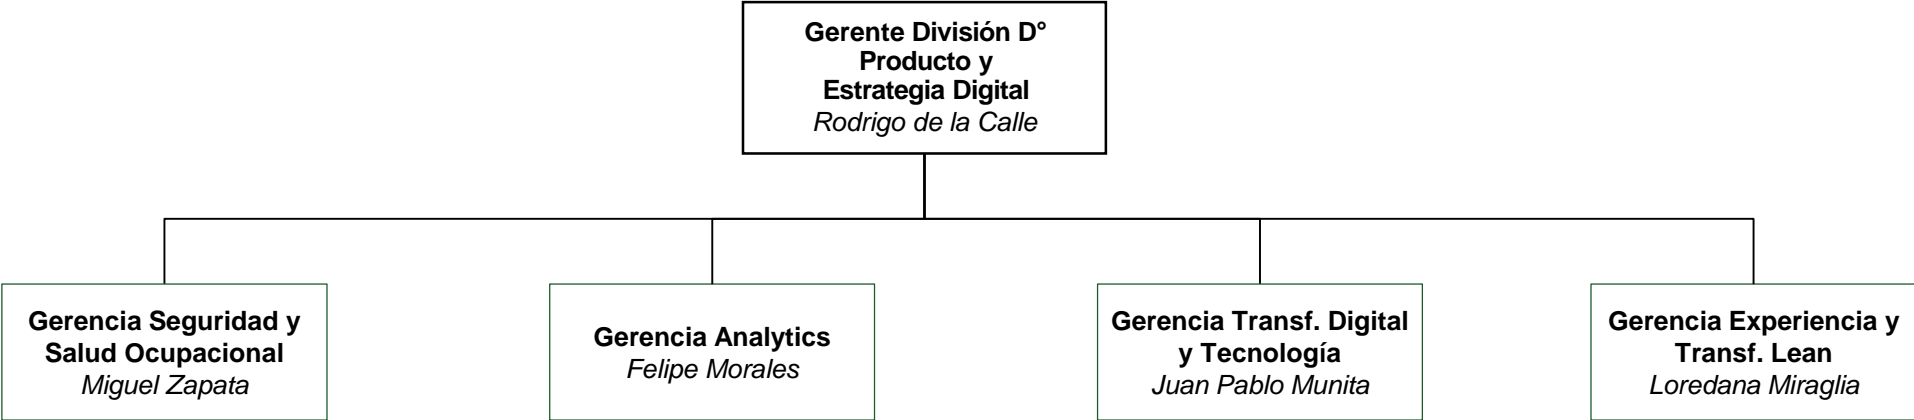 Gerente División D°
Producto y
Estrategia Digital
Rodrigo de la Calle
Gerencia Seguridad y
Salud Ocupacional
Miguel Zapata
Gerencia Analytics
Felipe Morales
Gerencia Transf. Digital
y Tecnología
Juan Pablo Munita
Gerencia Experiencia y
Transf. Lean
Loredana Miraglia